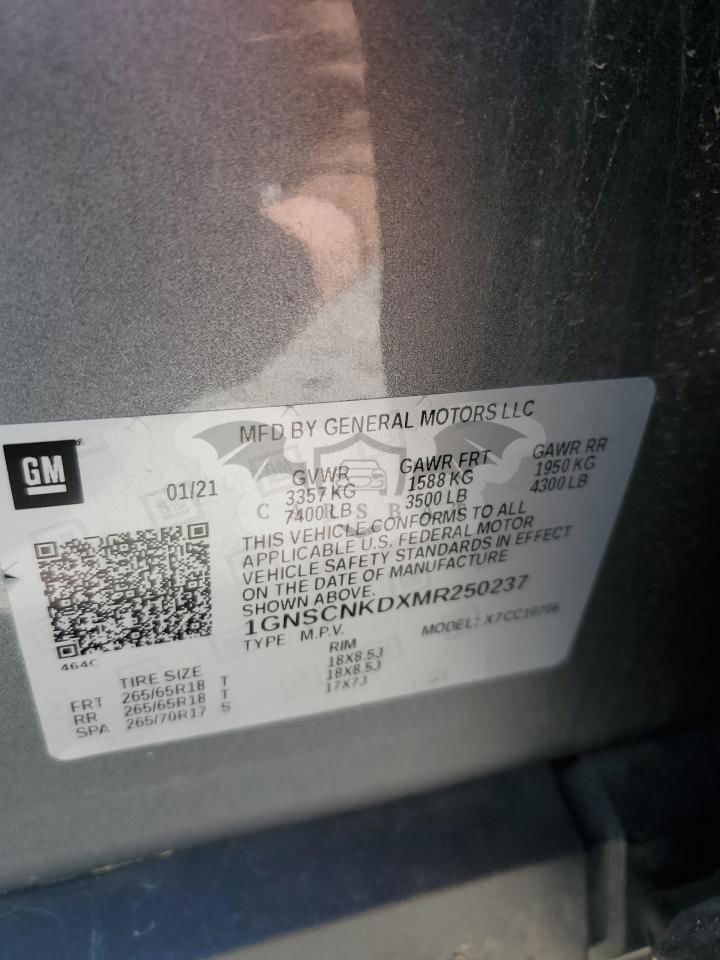 MFD BY GENERAL MOTORS LLC
GM
01/21
GVWR GAWR FRT GAWR RR
3357 KG 1588 KG 1950 KG
7400 LB 3500 LB 4300 LB
CARSBAT
THIS VEHICLE CONFORMS TO ALL
APPLICABLE U.S. FEDERAL MOTOR
VEHICLE SAFETY STANDARDS IN EFFECT
ON THE DATE OF MANUFACTURE
SHOWN ABOVE.
1GNSCNKDXMR250237
TYPE: M.P.V. MODEL: X7CC10706
464C
TIRE SIZE RIM
FRT 265/65R18 T 18X8.5J
RR 265/65R18 T 18X8.5J
SPA 265/70R17 S 17X7J